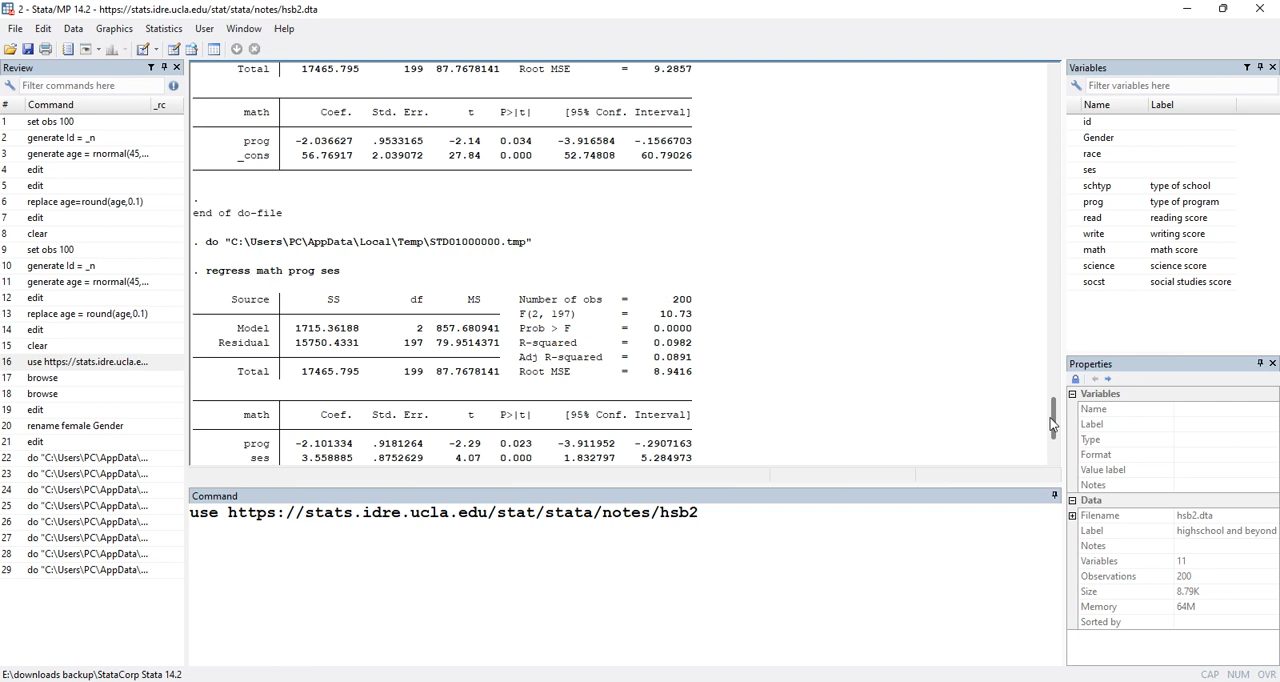 2 - Stata/MP 14.2 - https://stats.idre.ucla.edu/stat/stata/notes/hsb2.dta
File Edit Data Graphics Statistics User Window Help
Review
Filter commands here
# Command _rc
1 set obs 100
2 generate Id = _n
3 generate age = rnormal(45,...
4 edit
5 edit
6 replace age=round(age,0.1)
7 edit
8 clear
9 set obs 100
10 generate Id = _n
11 generate age = rnormal(45,...
12 edit
13 replace age = round(age,0.1)
14 edit
15 clear
16 use https://stats.idre.ucla.e...
17 browse
18 browse
19 edit
20 rename female Gender
21 edit
22 do "C:\Users\PC\AppData\...
23 do "C:\Users\PC\AppData\...
24 do "C:\Users\PC\AppData\...
25 do "C:\Users\PC\AppData\...
26 do "C:\Users\PC\AppData\...
27 do "C:\Users\PC\AppData\...
28 do "C:\Users\PC\AppData\...
29 do "C:\Users\PC\AppData\...
Total 17465.795 199 87.7678141 Root MSE = 9.2857
math Coef. Std. Err. t P>|t| [95% Conf. Interval]
prog -2.036627 .9533165 -2.14 0.034 -3.916584 -.1566703
_cons 56.76917 2.039072 27.84 0.000 52.74808 60.79026
.
end of do-file
. do "C:\Users\PC\AppData\Local\Temp\STD01000000.tmp"
. regress math prog ses
Source SS df MS Number of obs = 200
F(2, 197) = 10.73
Model 1715.36188 2 857.680941 Prob > F = 0.0000
Residual 15750.4331 197 79.9514371 R-squared = 0.0982
Adj R-squared = 0.0891
Total 17465.795 199 87.7678141 Root MSE = 8.9416
math Coef. Std. Err. t P>|t| [95% Conf. Interval]
prog -2.101334 .9181264 -2.29 0.023 -3.911952 -.2907163
ses 3.558885 .8752629 4.07 0.000 1.832797 5.284973
Command
use https://stats.idre.ucla.edu/stat/stata/notes/hsb2
Variables
Filter variables here
Name Label
id
Gender
race
ses
schtyp type of school
prog type of program
read reading score
write writing score
math math score
science science score
socst social studies score
Properties
Variables
Name
Label
Type
Format
Value label
Notes
Data
Filename hsb2.dta
Label highschool and beyond
Notes
Variables 11
Observations 200
Size 8.79K
Memory 64M
Sorted by
E:\downloads backup\StataCorp Stata 14.2
CAP NUM OVR